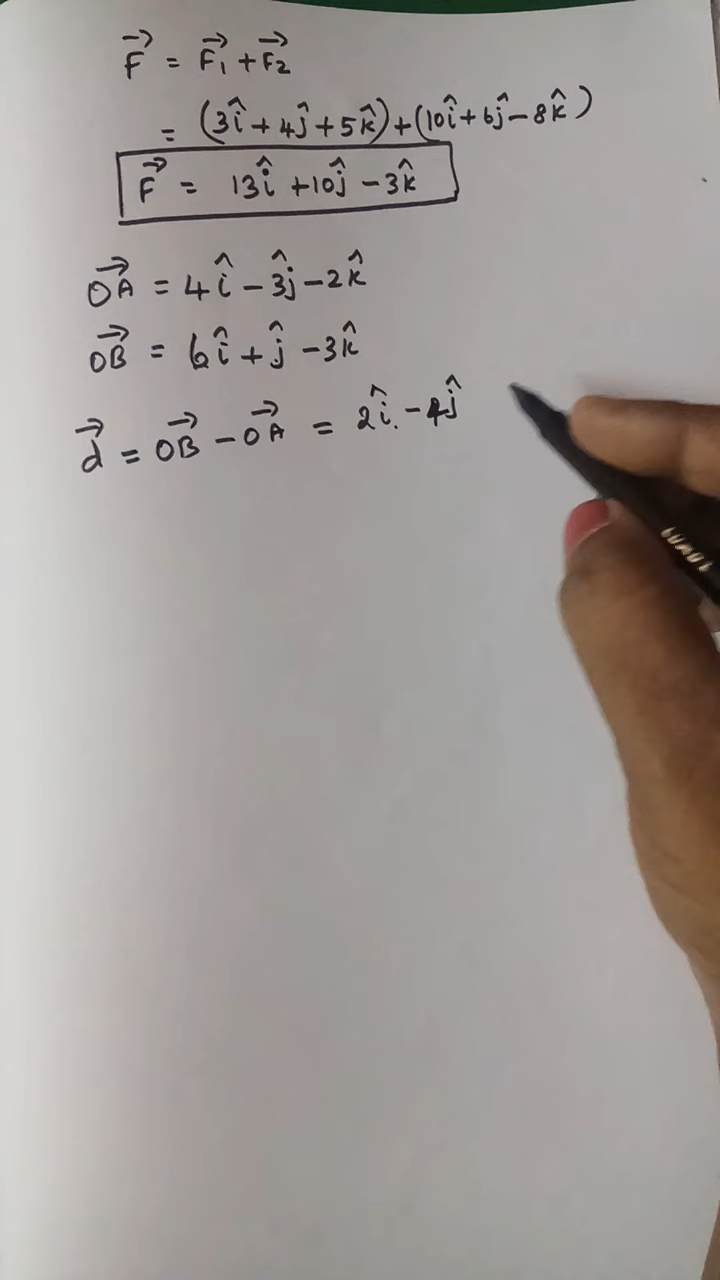 F⃗ = F⃗₁ + F⃗₂
= (3î + 4ĵ + 5k̂) + (10î + 6ĵ - 8k̂)
F⃗ = 13î + 10ĵ - 3k̂
OA⃗ = 4î - 3ĵ - 2k̂
OB⃗ = 6î + ĵ - 3k̂
d⃗ = OB⃗ - OA⃗ = 2î - 4ĵ